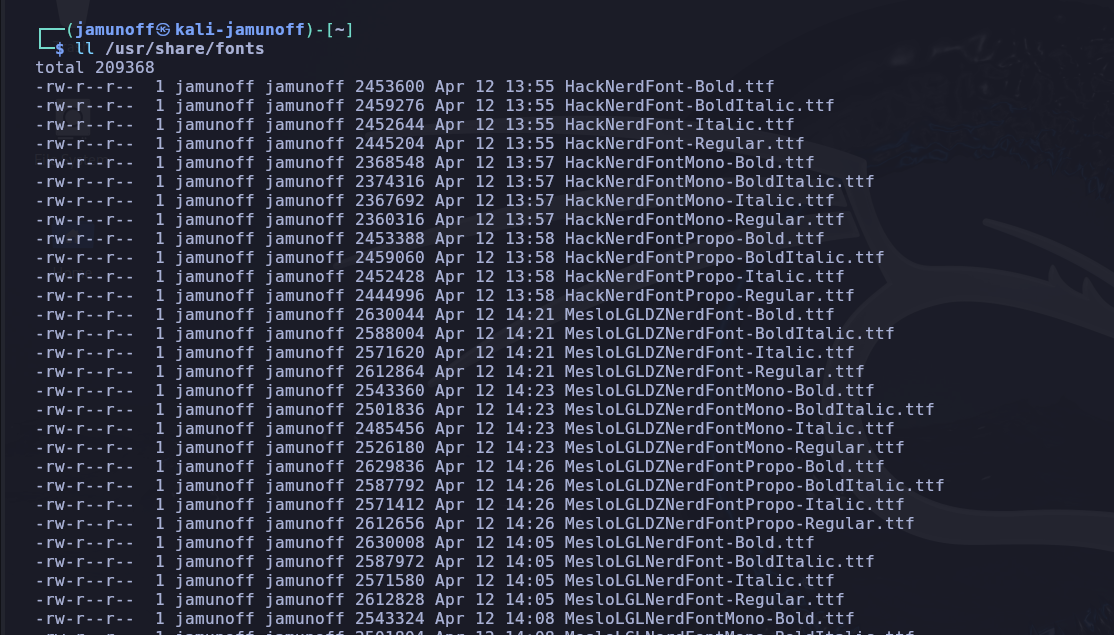 ┌──(jamunoff㉿kali-jamunoff)-[~]
└─$ ll /usr/share/fonts
total 209368
-rw-r--r-- 1 jamunoff jamunoff 2453600 Apr 12 13:55 HackNerdFont-Bold.ttf
-rw-r--r-- 1 jamunoff jamunoff 2459276 Apr 12 13:55 HackNerdFont-BoldItalic.ttf
-rw-r--r-- 1 jamunoff jamunoff 2452644 Apr 12 13:55 HackNerdFont-Italic.ttf
-rw-r--r-- 1 jamunoff jamunoff 2445204 Apr 12 13:55 HackNerdFont-Regular.ttf
-rw-r--r-- 1 jamunoff jamunoff 2368548 Apr 12 13:57 HackNerdFontMono-Bold.ttf
-rw-r--r-- 1 jamunoff jamunoff 2374316 Apr 12 13:57 HackNerdFontMono-BoldItalic.ttf
-rw-r--r-- 1 jamunoff jamunoff 2367692 Apr 12 13:57 HackNerdFontMono-Italic.ttf
-rw-r--r-- 1 jamunoff jamunoff 2360316 Apr 12 13:57 HackNerdFontMono-Regular.ttf
-rw-r--r-- 1 jamunoff jamunoff 2453388 Apr 12 13:58 HackNerdFontPropo-Bold.ttf
-rw-r--r-- 1 jamunoff jamunoff 2459060 Apr 12 13:58 HackNerdFontPropo-BoldItalic.ttf
-rw-r--r-- 1 jamunoff jamunoff 2452428 Apr 12 13:58 HackNerdFontPropo-Italic.ttf
-rw-r--r-- 1 jamunoff jamunoff 2444996 Apr 12 13:58 HackNerdFontPropo-Regular.ttf
-rw-r--r-- 1 jamunoff jamunoff 2630044 Apr 12 14:21 MesloLGLDZNerdFont-Bold.ttf
-rw-r--r-- 1 jamunoff jamunoff 2588004 Apr 12 14:21 MesloLGLDZNerdFont-BoldItalic.ttf
-rw-r--r-- 1 jamunoff jamunoff 2571620 Apr 12 14:21 MesloLGLDZNerdFont-Italic.ttf
-rw-r--r-- 1 jamunoff jamunoff 2612864 Apr 12 14:21 MesloLGLDZNerdFont-Regular.ttf
-rw-r--r-- 1 jamunoff jamunoff 2543360 Apr 12 14:23 MesloLGLDZNerdFontMono-Bold.ttf
-rw-r--r-- 1 jamunoff jamunoff 2501836 Apr 12 14:23 MesloLGLDZNerdFontMono-BoldItalic.ttf
-rw-r--r-- 1 jamunoff jamunoff 2485456 Apr 12 14:23 MesloLGLDZNerdFontMono-Italic.ttf
-rw-r--r-- 1 jamunoff jamunoff 2526180 Apr 12 14:23 MesloLGLDZNerdFontMono-Regular.ttf
-rw-r--r-- 1 jamunoff jamunoff 2629836 Apr 12 14:26 MesloLGLDZNerdFontPropo-Bold.ttf
-rw-r--r-- 1 jamunoff jamunoff 2587792 Apr 12 14:26 MesloLGLDZNerdFontPropo-BoldItalic.ttf
-rw-r--r-- 1 jamunoff jamunoff 2571412 Apr 12 14:26 MesloLGLDZNerdFontPropo-Italic.ttf
-rw-r--r-- 1 jamunoff jamunoff 2612656 Apr 12 14:26 MesloLGLDZNerdFontPropo-Regular.ttf
-rw-r--r-- 1 jamunoff jamunoff 2630008 Apr 12 14:05 MesloLGLNerdFont-Bold.ttf
-rw-r--r-- 1 jamunoff jamunoff 2587972 Apr 12 14:05 MesloLGLNerdFont-BoldItalic.ttf
-rw-r--r-- 1 jamunoff jamunoff 2571580 Apr 12 14:05 MesloLGLNerdFont-Italic.ttf
-rw-r--r-- 1 jamunoff jamunoff 2612828 Apr 12 14:05 MesloLGLNerdFont-Regular.ttf
-rw-r--r-- 1 jamunoff jamunoff 2543324 Apr 12 14:08 MesloLGLNerdFontMono-Bold.ttf